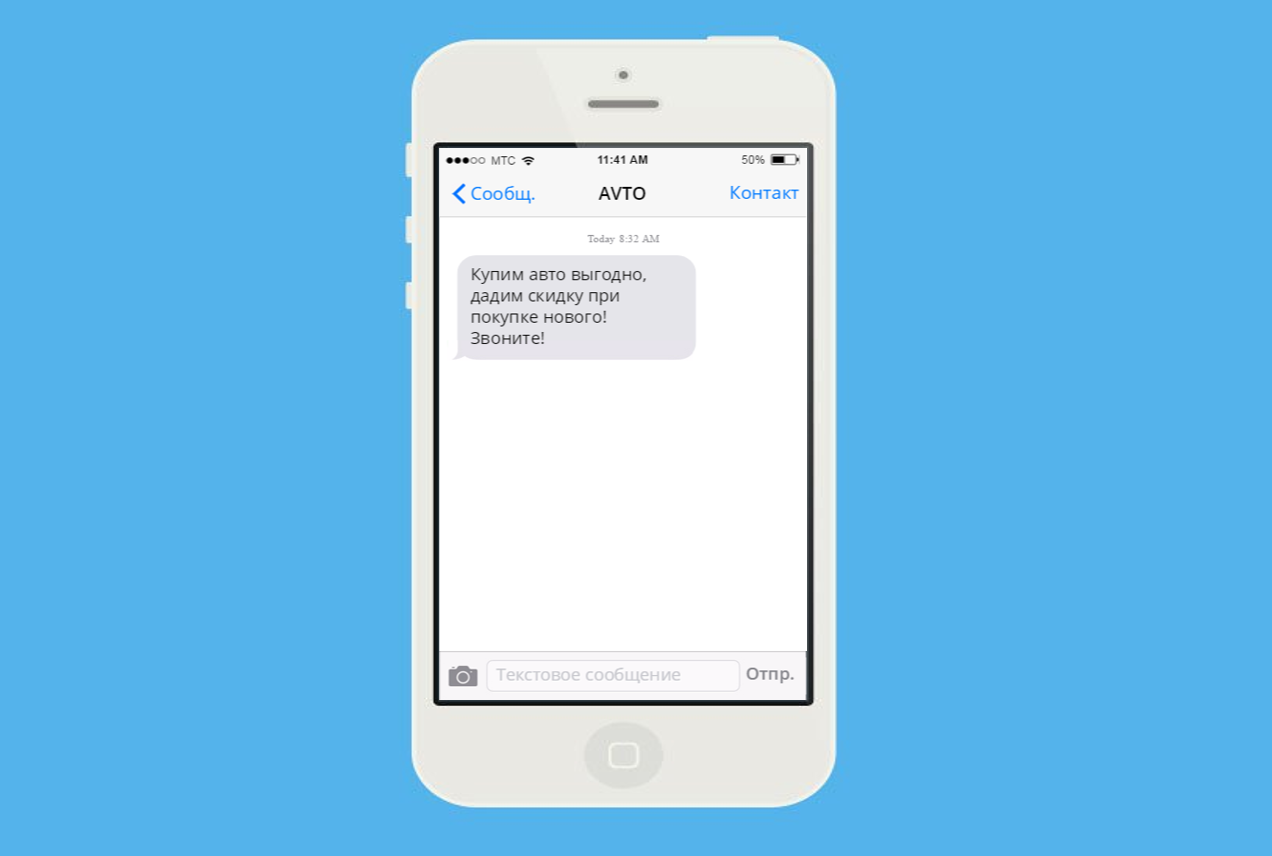 МТС 11:41 AM 50%
Сообщ. AVTO Контакт
Today 8:32 AM
Купим авто выгодно,
дадим скидку при
покупке нового!
Звоните!
Текстовое сообщение Отпр.